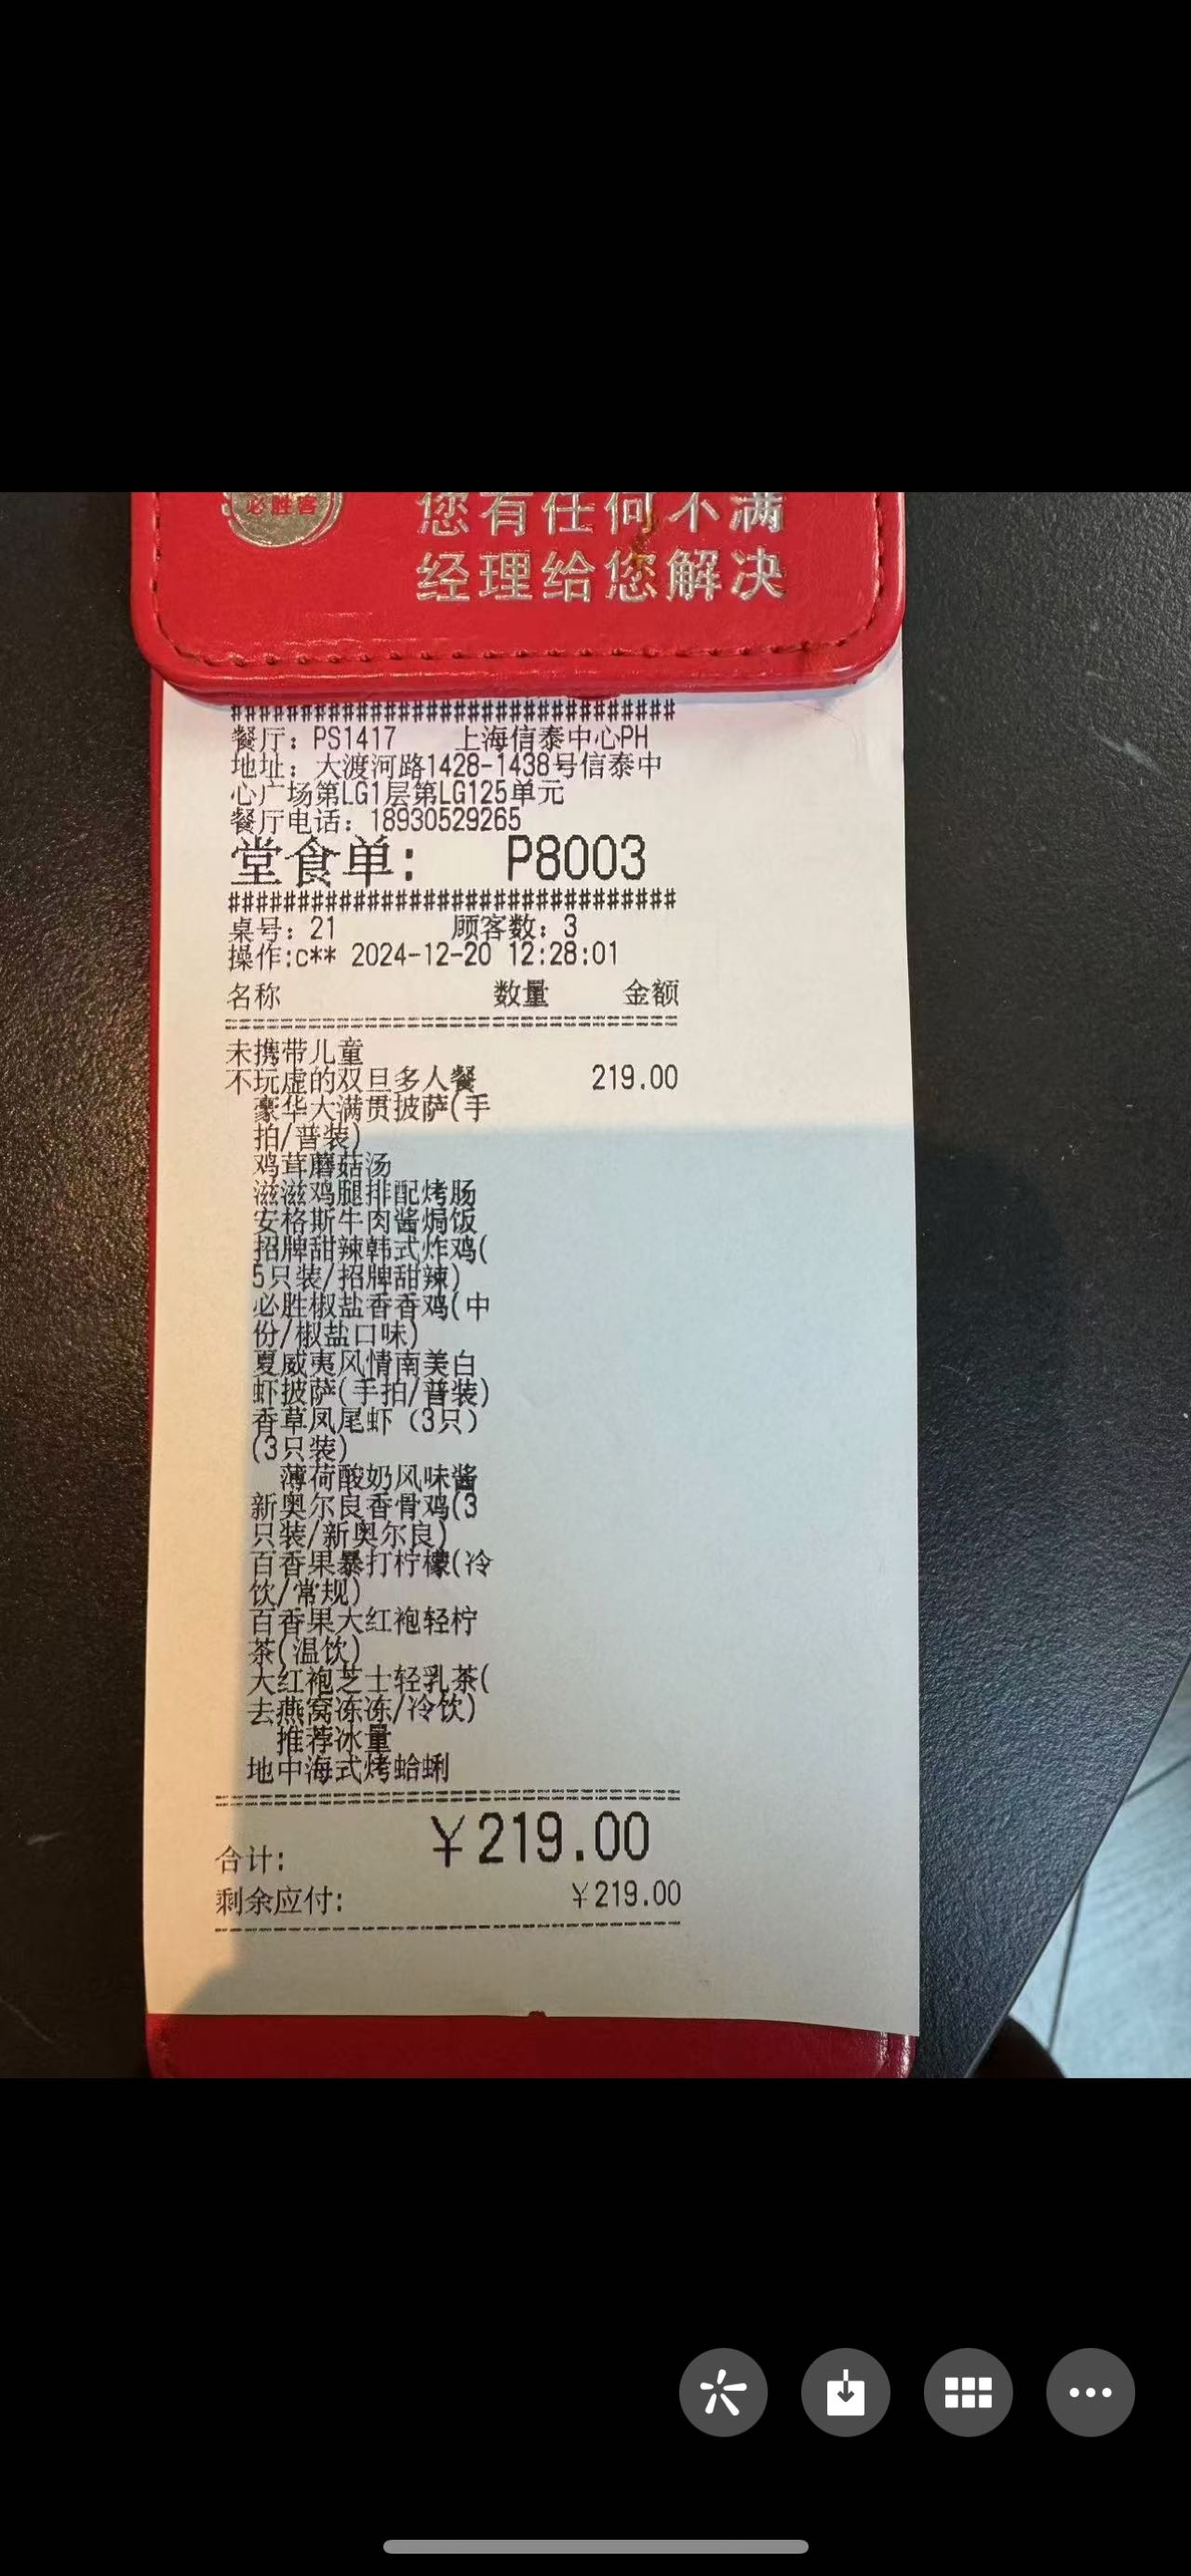 必胜客
您有任何不满
经理给您解决
################################
餐厅：PS1417 上海信泰中心PH
地址：大渡河路1428-1438号信泰中
心广场第LG1层第LG125单元
餐厅电话：18930529265
堂食单: P8003
################################
桌号：21 顾客数：3
操作:c** 2024-12-20 12:28:01
名称 数量 金额
未携带儿童
不玩虚的双旦多人餐 219.00
豪华大满贯披萨(手
拍/普装)
鸡茸蘑菇汤
滋滋鸡腿排配烤肠
安格斯牛肉酱焗饭
招牌甜辣韩式炸鸡(
5只装/招牌甜辣)
必胜椒盐香香鸡(中
份/椒盐口味)
夏威夷风情南美白
虾披萨(手拍/普装)
香草凤尾虾（3只）
(3只装)
薄荷酸奶风味酱
新奥尔良香骨鸡(3
只装/新奥尔良)
百香果暴打柠檬(冷
饮/常规)
百香果大红袍轻柠
茶(温饮)
大红袍芝士轻乳茶(
去燕窝冻冻/冷饮)
推荐冰量
地中海式烤蛤蜊
合计: ￥219.00
剩余应付: ￥219.00